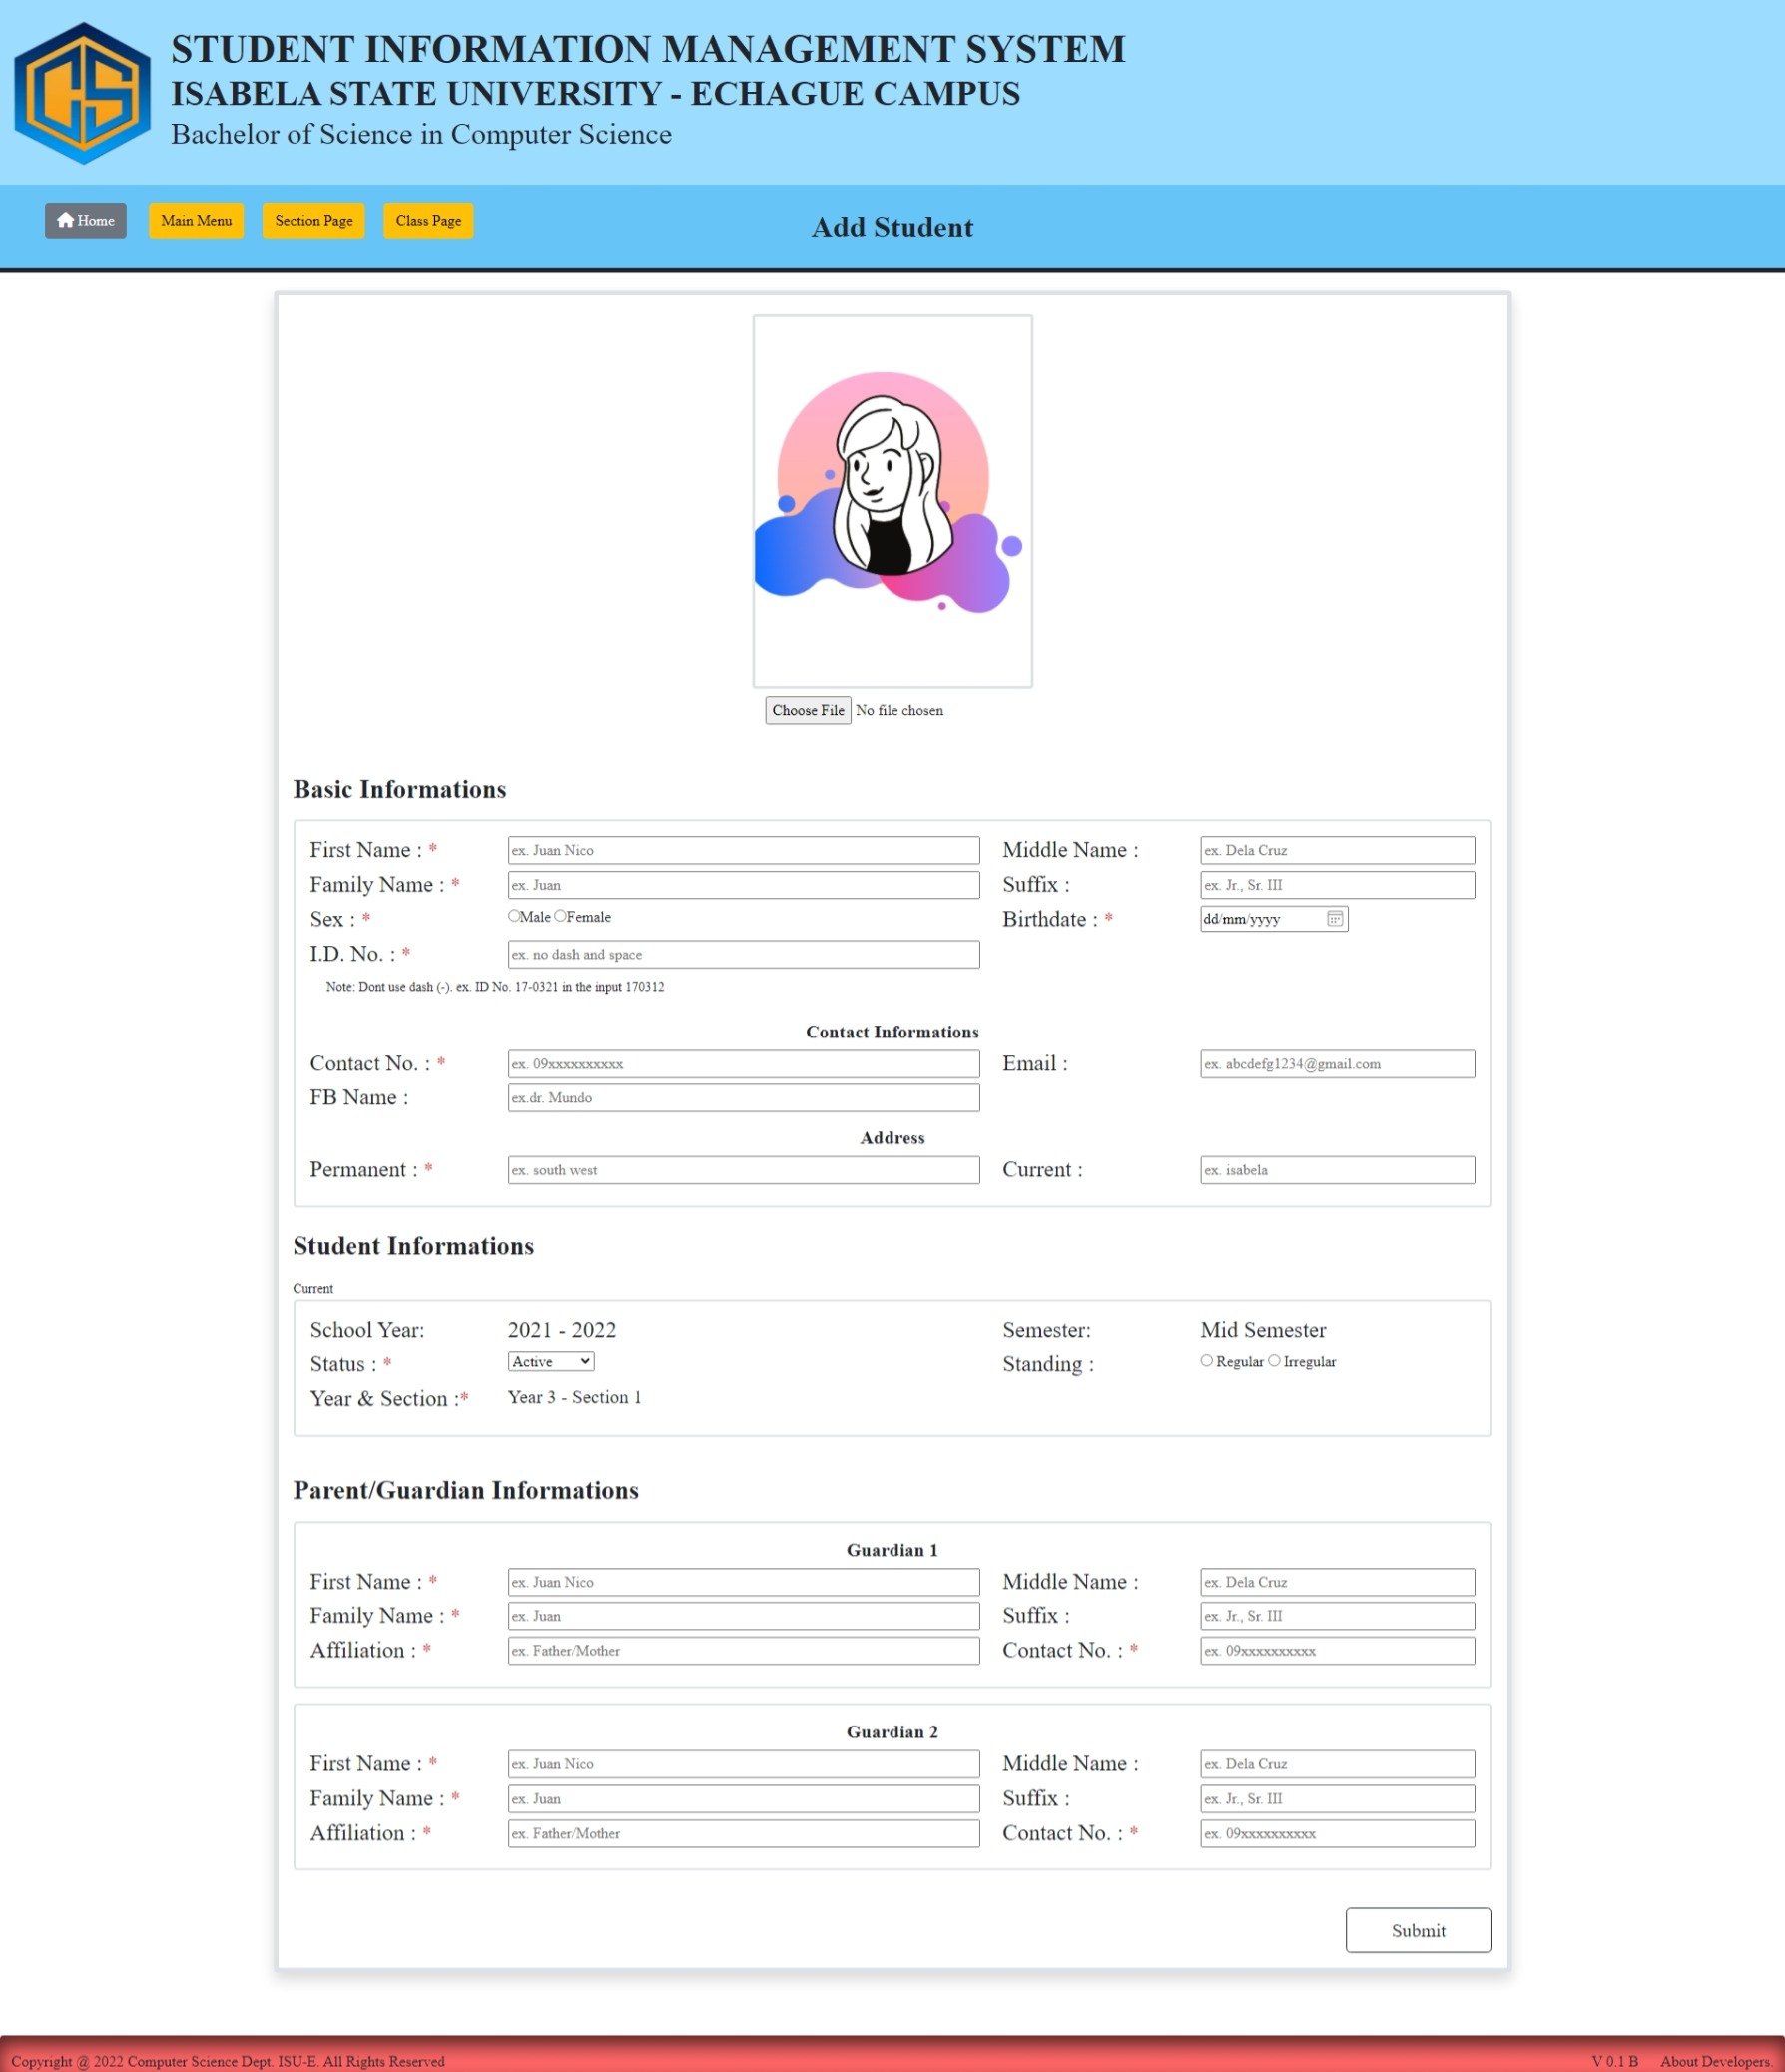 CS
STUDENT INFORMATION MANAGEMENT SYSTEM
ISABELA STATE UNIVERSITY - ECHAGUE CAMPUS
Bachelor of Science in Computer Science
Home Main Menu Section Page Class Page Add Student
Choose File No file chosen
Basic Informations
First Name : * ex. Juan Nico Middle Name : ex. Dela Cruz
Family Name : * ex. Juan Suffix : ex. Jr., Sr. III
Sex : * Male Female Birthdate : * dd/mm/yyyy
I.D. No. : * ex. no dash and space
Note: Dont use dash (-). ex. ID No. 17-0321 in the input 170312
Contact Informations
Contact No. : * ex. 09xxxxxxxxxx Email : ex. abcdefg1234@gmail.com
FB Name : ex.dr. Mundo
Address
Permanent : * ex. south west Current : ex. isabela
Student Informations
Current
School Year: 2021 - 2022 Semester: Mid Semester
Status : * Active Standing : Regular Irregular
Year & Section :* Year 3 - Section 1
Parent/Guardian Informations
Guardian 1
First Name : * ex. Juan Nico Middle Name : ex. Dela Cruz
Family Name : * ex. Juan Suffix : ex. Jr., Sr. III
Affiliation : * ex. Father/Mother Contact No. : * ex. 09xxxxxxxxxx
Guardian 2
First Name : * ex. Juan Nico Middle Name : ex. Dela Cruz
Family Name : * ex. Juan Suffix : ex. Jr., Sr. III
Affiliation : * ex. Father/Mother Contact No. : * ex. 09xxxxxxxxxx
Submit
Copyright @ 2022 Computer Science Dept. ISU-E. All Rights Reserved V 0.1 B About Developers.